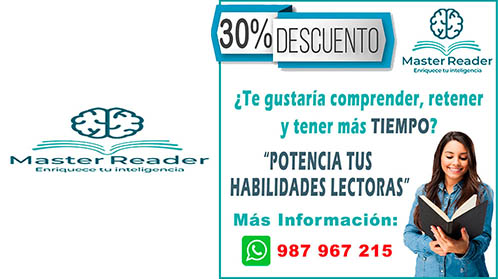 Master Reader
Enriquece tu inteligencia
30% DESCUENTO
Master Reader
Enriquece tu inteligencia
¿Te gustaría comprender, retener
y tener más TIEMPO?
“POTENCIA TUS
HABILIDADES LECTORAS”
Más Información:
987 967 215